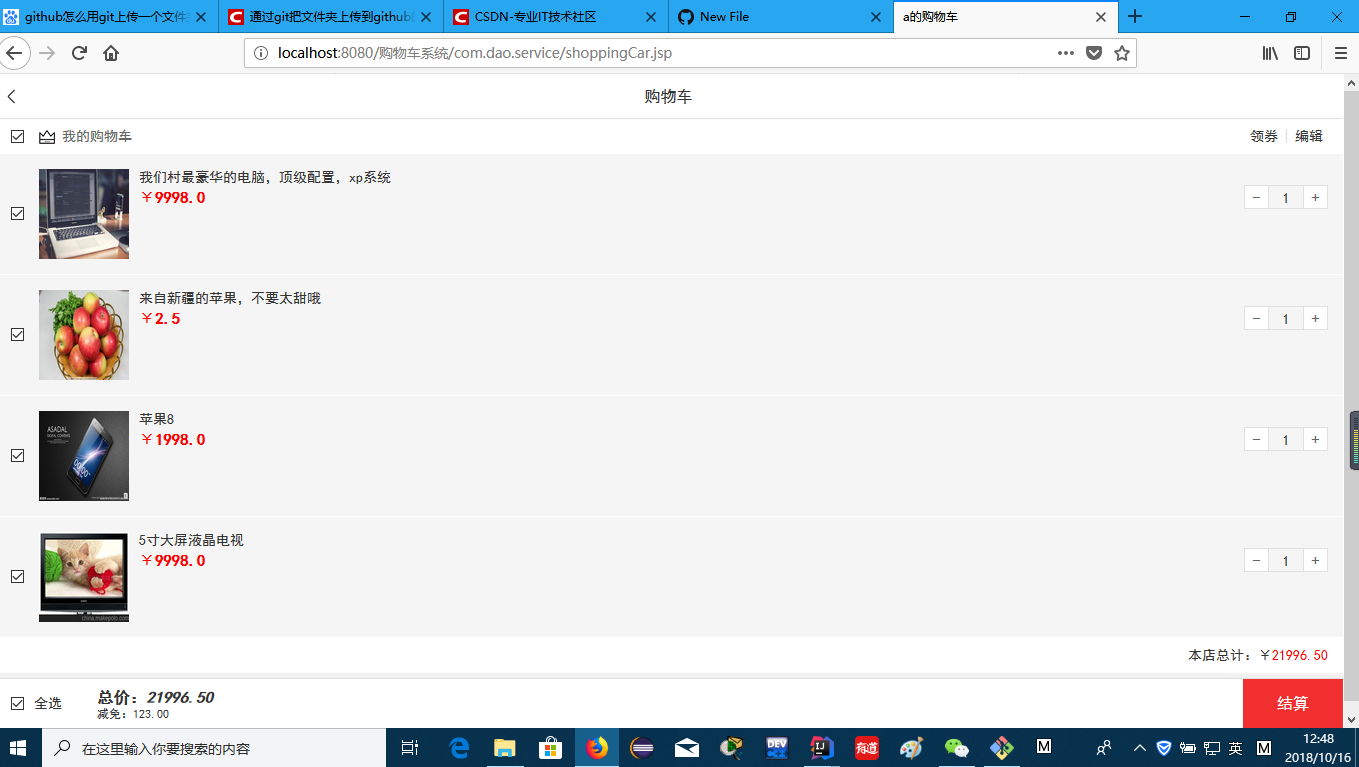 github怎么用git上传一个文件
通过git把文件夹上传到github
CSDN-专业IT技术社区
New File
a的购物车
localhost:8080/购物车系统/com.dao.service/shoppingCar.jsp
购物车
我的购物车
领券
编辑
我们村最豪华的电脑，顶级配置，xp系统
￥9998.0
− 1 +
来自新疆的苹果，不要太甜哦
￥2.5
− 1 +
ASADAL
苹果8
￥1998.0
− 1 +
5寸大屏液晶电视
￥9998.0
− 1 +
china.makepolo.com
本店总计：￥21996.50
全选
总价：21996.50
减免：123.00
结算
在这里输入你要搜索的内容
DEV
IJ
有道
M
英
M
12:48
2018/10/16